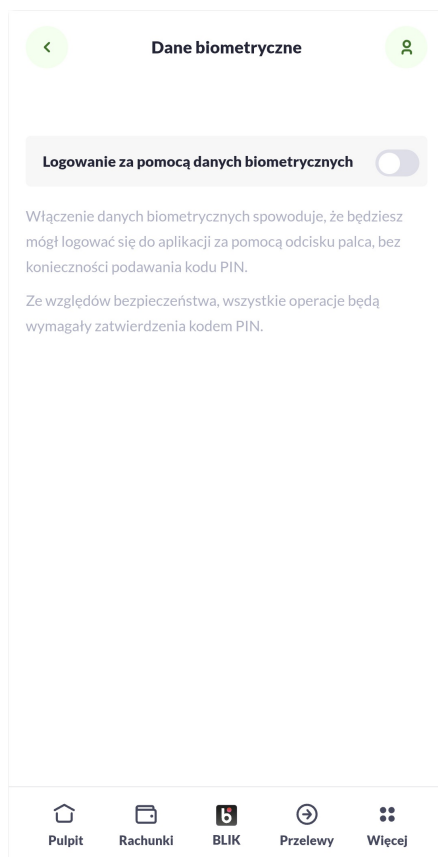 Dane biometryczne
Logowanie za pomocą danych biometrycznych
Włączenie danych biometrycznych spowoduje, że będziesz
mógł logować się do aplikacji za pomocą odcisku palca, bez
konieczności podawania kodu PIN.
Ze względów bezpieczeństwa, wszystkie operacje będą
wymagały zatwierdzenia kodem PIN.
Pulpit Rachunki BLIK Przelewy Więcej